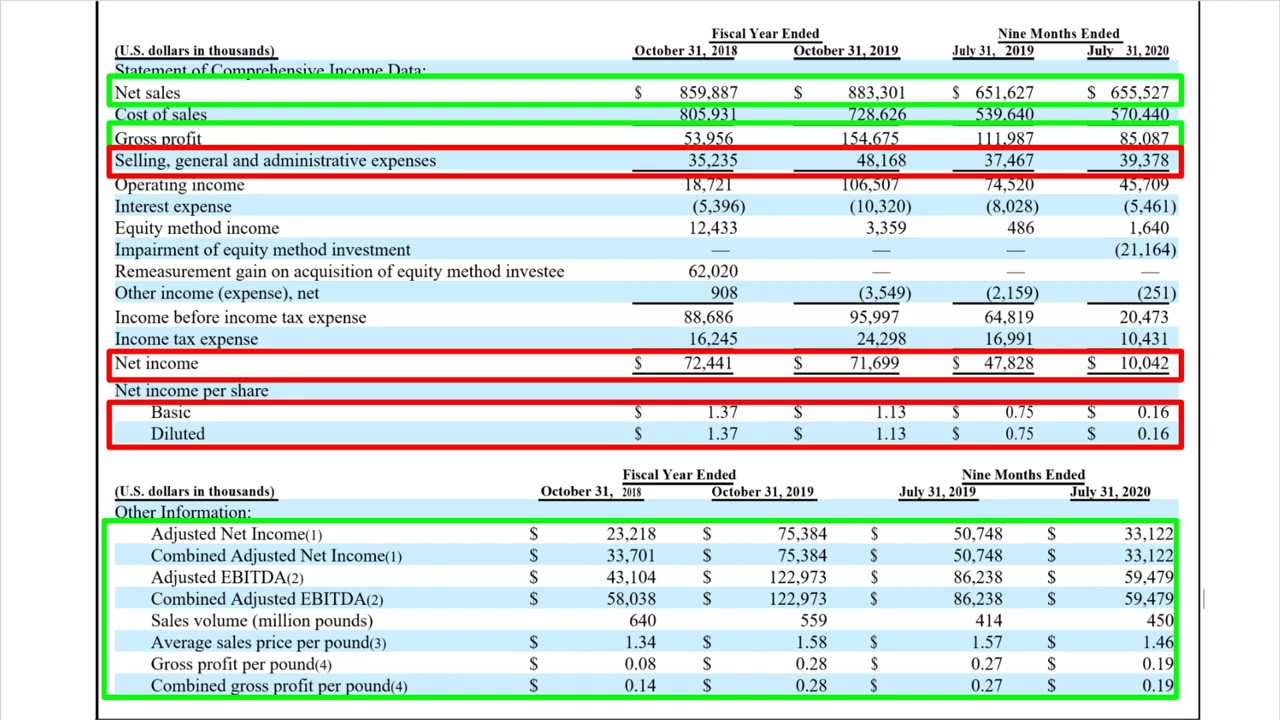 Fiscal Year Ended Nine Months Ended
(U.S. dollars in thousands) October 31, 2018 October 31, 2019 July 31, 2019 July 31, 2020
Statement of Comprehensive Income Data:
Net sales $ 859,887 $ 883,301 $ 651,627 $ 655,527
Cost of sales 805,931 728,626 539,640 570,440
Gross profit 53,956 154,675 111,987 85,087
Selling, general and administrative expenses 35,235 48,168 37,467 39,378
Operating income 18,721 106,507 74,520 45,709
Interest expense (5,396) (10,320) (8,028) (5,461)
Equity method income 12,433 3,359 486 1,640
Impairment of equity method investment — — — (21,164)
Remeasurement gain on acquisition of equity method investee 62,020 — — —
Other income (expense), net 908 (3,549) (2,159) (251)
Income before income tax expense 88,686 95,997 64,819 20,473
Income tax expense 16,245 24,298 16,991 10,431
Net income $ 72,441 $ 71,699 $ 47,828 $ 10,042
Net income per share
Basic $ 1.37 $ 1.13 $ 0.75 $ 0.16
Diluted $ 1.37 $ 1.13 $ 0.75 $ 0.16
Fiscal Year Ended Nine Months Ended
(U.S. dollars in thousands) October 31, 2018 October 31, 2019 July 31, 2019 July 31, 2020
Other Information:
Adjusted Net Income(1) $ 23,218 $ 75,384 $ 50,748 $ 33,122
Combined Adjusted Net Income(1) $ 33,701 $ 75,384 $ 50,748 $ 33,122
Adjusted EBITDA(2) $ 43,104 $ 122,973 $ 86,238 $ 59,479
Combined Adjusted EBITDA(2) $ 58,038 $ 122,973 $ 86,238 $ 59,479
Sales volume (million pounds) 640 559 414 450
Average sales price per pound(3) $ 1.34 $ 1.58 $ 1.57 $ 1.46
Gross profit per pound(4) $ 0.08 $ 0.28 $ 0.27 $ 0.19
Combined gross profit per pound(4) $ 0.14 $ 0.28 $ 0.27 $ 0.19